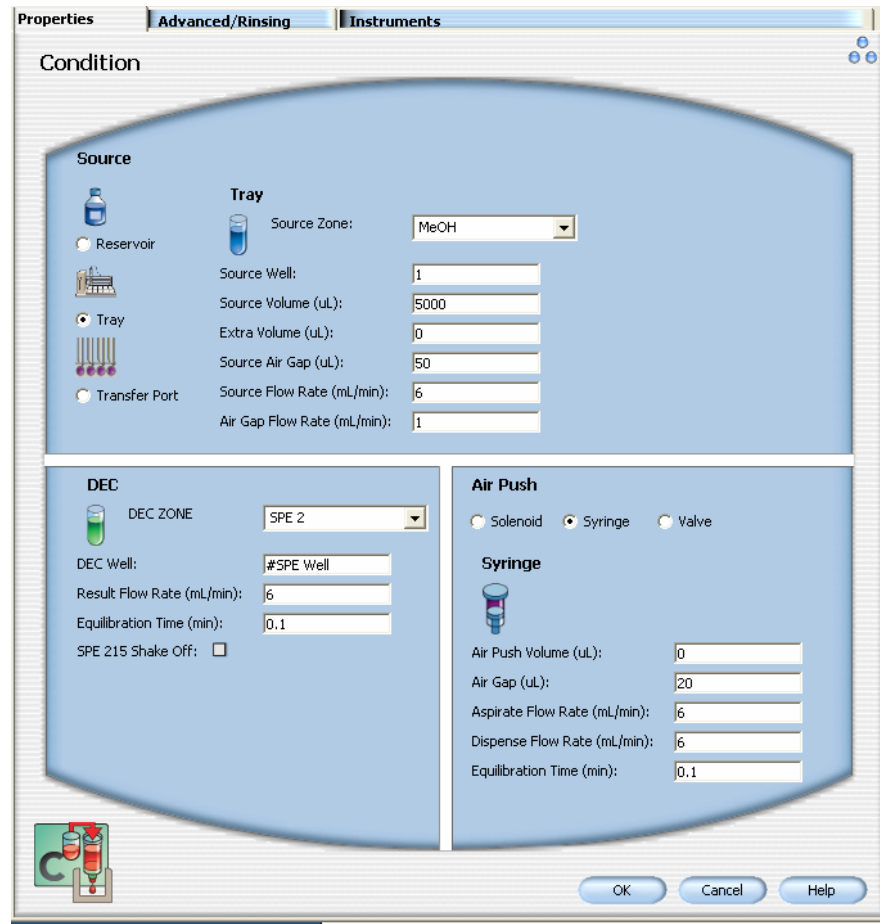 Properties
Advanced/Rinsing
Instruments
Condition
Source
Reservoir
Tray
Transfer Port
Tray
Source Zone: MeOH
Source Well: 1
Source Volume (uL): 5000
Extra Volume (uL): 0
Source Air Gap (uL): 50
Source Flow Rate (mL/min): 6
Air Gap Flow Rate (mL/min): 1
DEC
DEC ZONE SPE 2
DEC Well: #SPE Well
Result Flow Rate (mL/min): 6
Equilibration Time (min): 0.1
SPE 215 Shake Off:
Air Push
Solenoid Syringe Valve
Syringe
Air Push Volume (uL): 0
Air Gap (uL): 20
Aspirate Flow Rate (mL/min): 6
Dispense Flow Rate (mL/min): 6
Equilibration Time (min): 0.1
C
OK Cancel Help